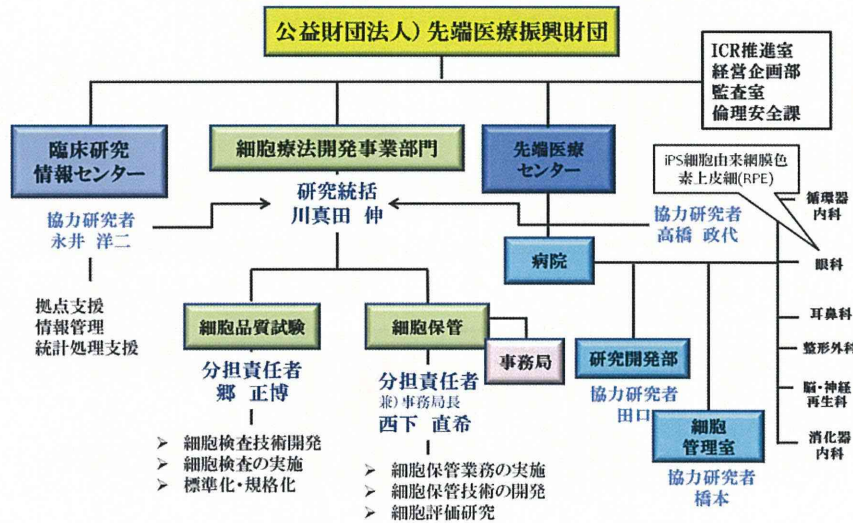 公益財団法人）先端医療振興財団
ICR推進室
経営企画部
監査室
倫理安全課
臨床研究
情報センター
細胞療法開発事業部門
先端医療
センター
iPS細胞由来網膜色
素上皮細(RPE)
協力研究者
永井 洋二
研究統括
川真田 伸
協力研究者
高橋 政代
循環器
内科
病院
眼科
拠点支援
情報管理
統計処理支援
細胞品質試験
細胞保管
事務局
研究開発部
耳鼻科
整形外科
分担責任者
郷 正博
分担責任者
兼）事務局長
西下 直希
協力研究者
田口
脳・神経
再生科
細胞
管理室
消化器
内科
➢ 細胞検査技術開発
➢ 細胞検査の実施
➢ 標準化・規格化
➢ 細胞保管業務の実施
➢ 細胞保管技術の開発
➢ 細胞評価研究
協力研究者
橋本